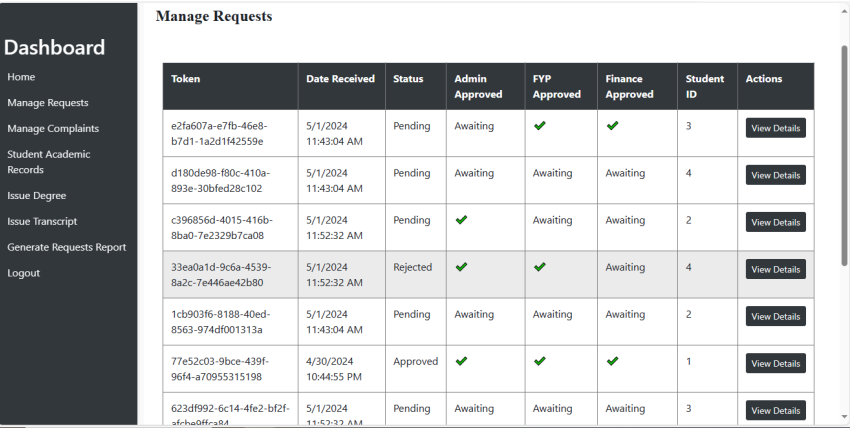 Manage Requests
Dashboard
Home
Manage Requests
Manage Complaints
Student Academic
Records
Issue Degree
Issue Transcript
Generate Requests Report
Logout
Token Date Received Status Admin Approved FYP Approved Finance Approved Student ID Actions
e2fa607a-e7fb-46e8-b7d1-1a2d1f42559e 5/1/2024 11:43:04 AM Pending Awaiting ✔ ✔ 3 View Details
d180de98-f80c-410a-893e-30bfed28c102 5/1/2024 11:43:04 AM Pending Awaiting Awaiting Awaiting 4 View Details
c396856d-4015-416b-8ba0-7e2329b7ca08 5/1/2024 11:52:32 AM Pending ✔ Awaiting Awaiting 2 View Details
33ea0a1d-9c6a-4539-8a2c-7e446ae42b80 5/1/2024 11:52:32 AM Rejected ✔ ✔ Awaiting 4 View Details
1cb903f6-8188-40ed-8563-974df001313a 5/1/2024 11:43:04 AM Pending Awaiting Awaiting Awaiting 2 View Details
77e52c03-9bce-439f-96f4-a70955315198 4/30/2024 10:44:55 PM Approved ✔ ✔ ✔ 1 View Details
623df992-6c14-4fe2-bf2f-afcbe9ffca84 5/1/2024 11:52:32 AM Pending Awaiting Awaiting Awaiting 3 View Details